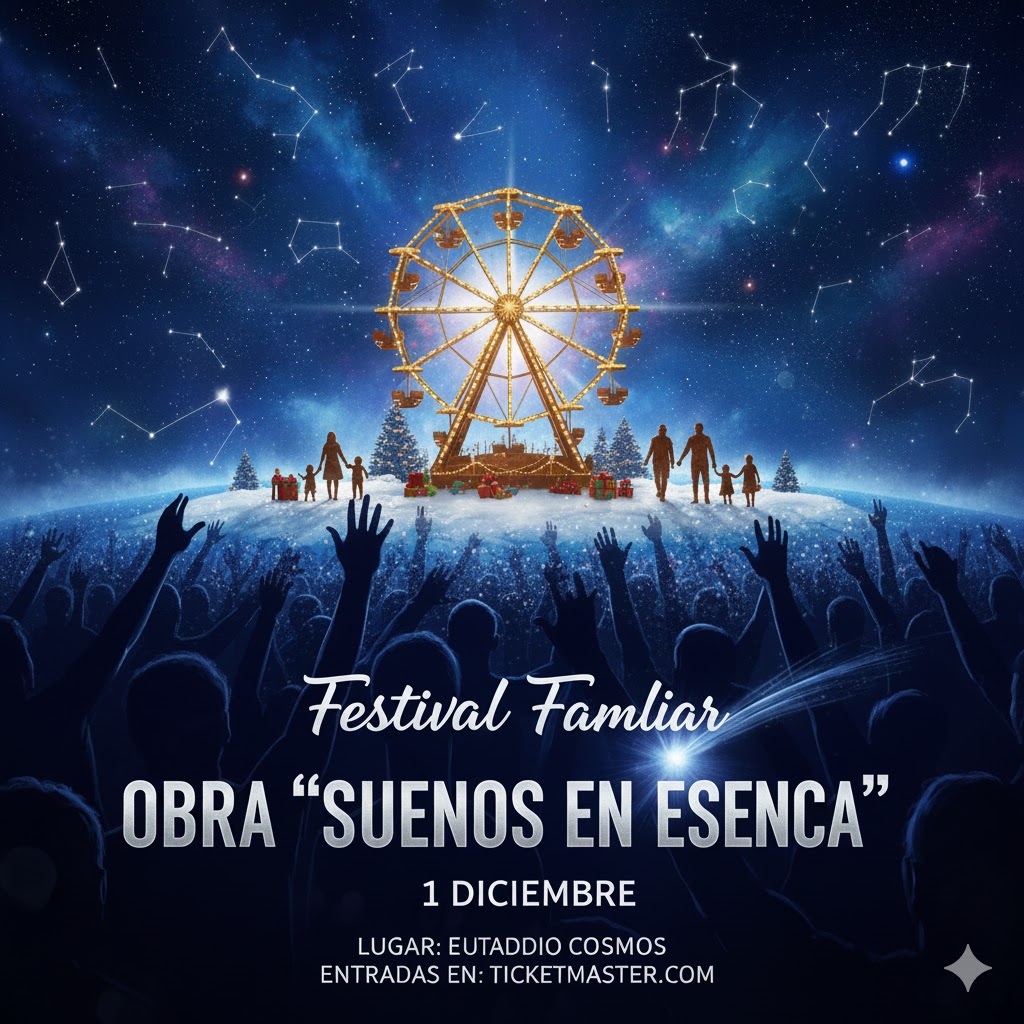 Festival Famliar
OBRA “SUENOS EN ESENCA”
1 DICIEMBRE
LUGAR: EUTADDIO COSMOS
ENTRADAS EN: TICKETMASTER.COM